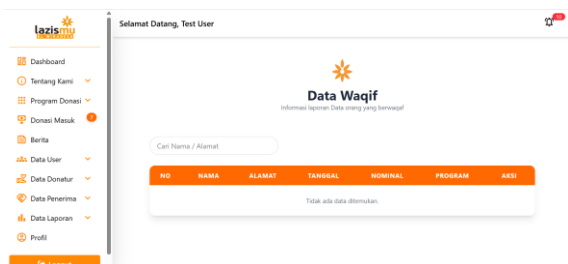 lazismu
Selamat Datang, Test User
Dashboard
Tentang Kami
Program Donasi
Donasi Masuk
Berita
Data User
Data Donatur
Data Penerima
Data Laporan
Profil
Data Waqif
Informasi laporan Data orang yang berwaqaf
Cari Nama / Alamat
NO NAMA ALAMAT TANGGAL NOMINAL PROGRAM AKSI
Tidak ada data ditemukan.